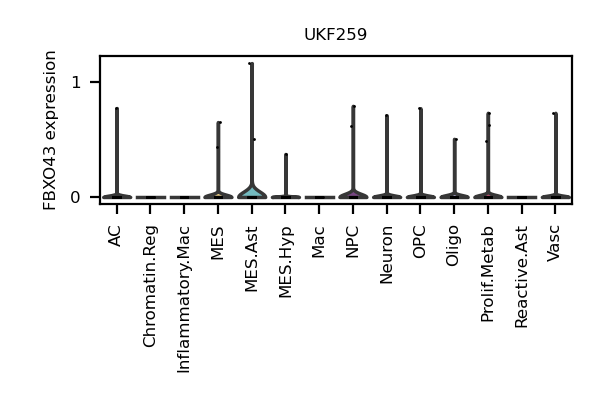 UKF259
FBXO43 expression
1
0
AC
Chromatin.Reg
Inflammatory.Mac
MES
MES.Ast
MES.Hyp
Mac
NPC
Neuron
OPC
Oligo
Prolif.Metab
Reactive.Ast
Vasc